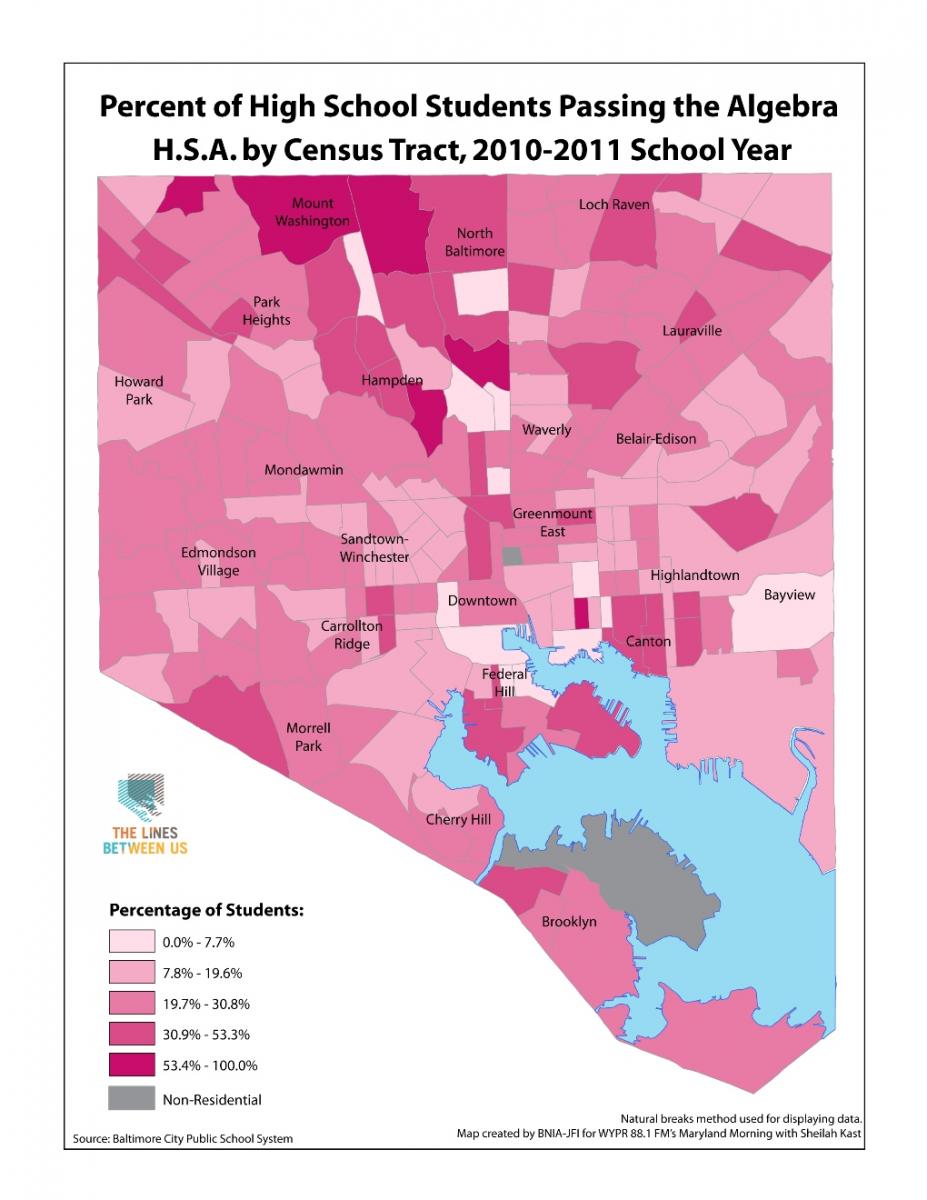 Percent of High School Students Passing the Algebra
H.S.A. by Census Tract, 2010-2011 School Year
Mount
Washington
Loch Raven
North
Baltimore
Park
Heights
Lauraville
Howard
Park
Hampden
Waverly
Belair-Edison
Mondawmin
Greenmount
East
Sandtown-
Winchester
Edmondson
Village
Highlandtown
Bayview
Downtown
Carrollton
Ridge
Canton
Federal
Hill
Morrell
Park
Cherry Hill
THE LINES
BETWEEN US
Brooklyn
Percentage of Students:
0.0% - 7.7%
7.8% - 19.6%
19.7% - 30.8%
30.9% - 53.3%
53.4% - 100.0%
Non-Residential
Natural breaks method used for displaying data.
Source: Baltimore City Public School System
Map created by BNIA-JFI for WYPR 88.1 FM's Maryland Morning with Sheilah Kast